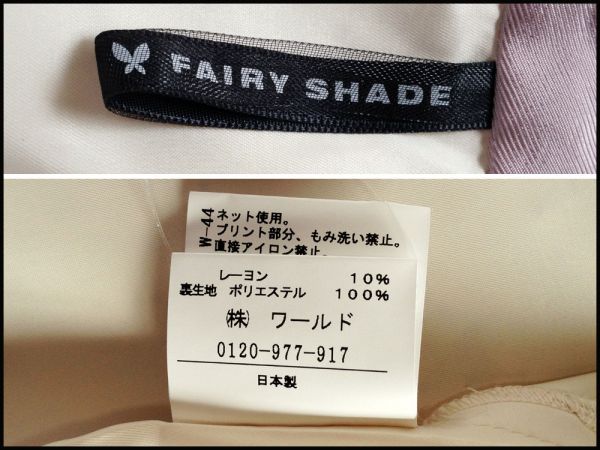 FAIRY SHADE
W-44
ネット使用。
プリント部分、もみ洗い禁止。
直接アイロン禁止。
レーヨン 10%
裏生地 ポリエステル 100%
㈱ ワールド
0120-977-917
日本製